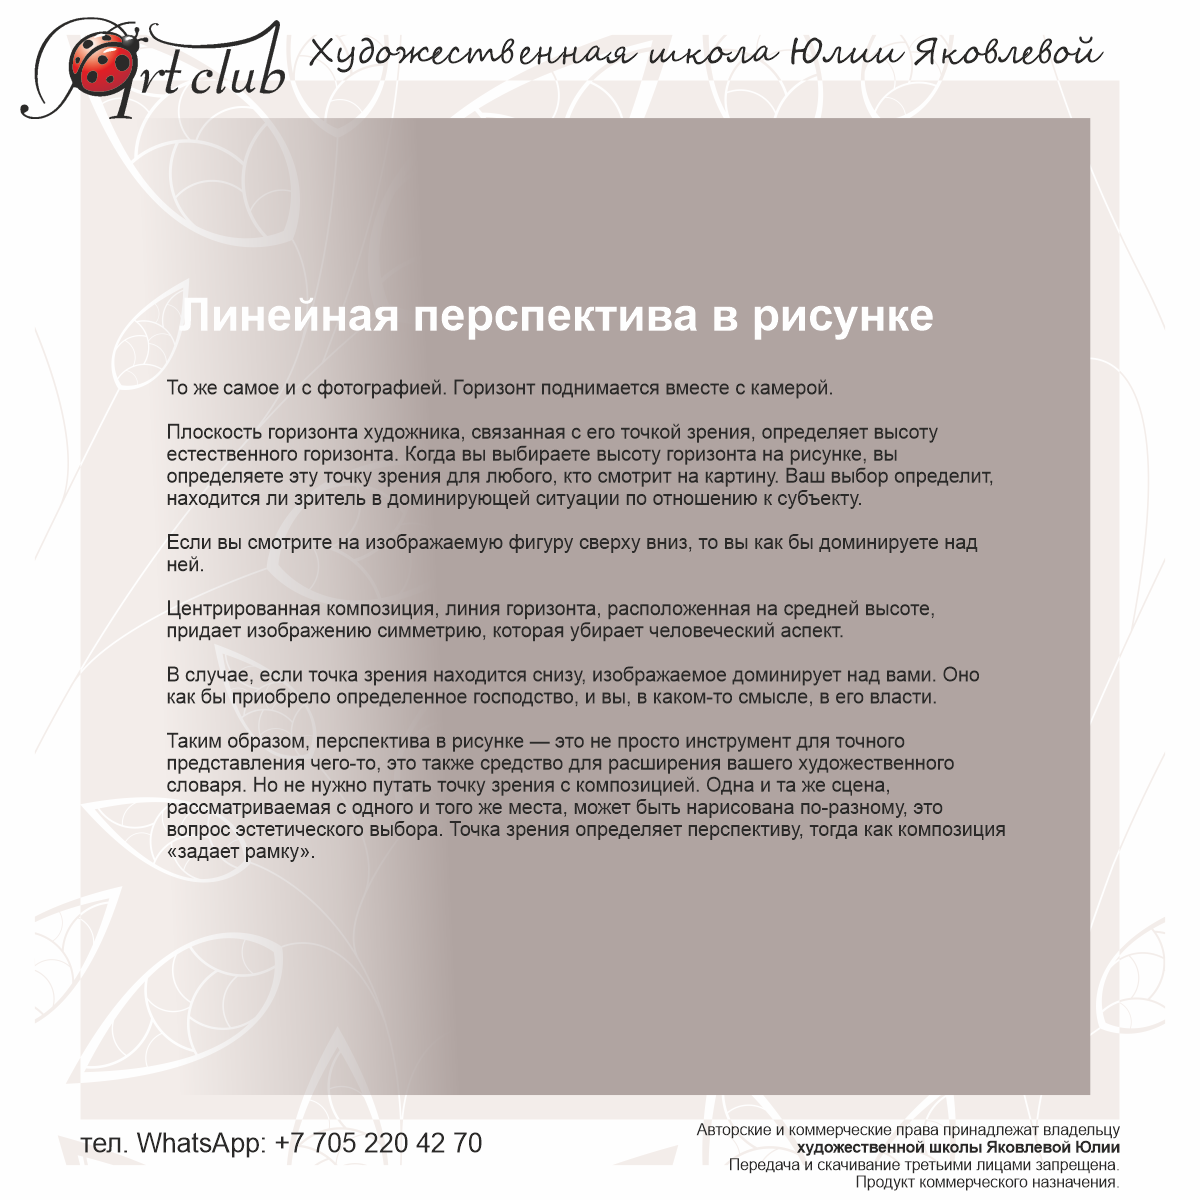 Art club
Художественная школа Юлии Яковлевой
Линейная перспектива в рисунке
То же самое и с фотографией. Горизонт поднимается вместе с камерой.
Плоскость горизонта художника, связанная с его точкой зрения, определяет высоту
естественного горизонта. Когда вы выбираете высоту горизонта на рисунке, вы
определяете эту точку зрения для любого, кто смотрит на картину. Ваш выбор определит,
находится ли зритель в доминирующей ситуации по отношению к субъекту.
Если вы смотрите на изображаемую фигуру сверху вниз, то вы как бы доминируете над
ней.
Центрированная композиция, линия горизонта, расположенная на средней высоте,
придает изображению симметрию, которая убирает человеческий аспект.
В случае, если точка зрения находится снизу, изображаемое доминирует над вами. Оно
как бы приобрело определенное господство, и вы, в каком-то смысле, в его власти.
Таким образом, перспектива в рисунке — это не просто инструмент для точного
представления чего-то, это также средство для расширения вашего художественного
словаря. Но не нужно путать точку зрения с композицией. Одна и та же сцена,
рассматриваемая с одного и того же места, может быть нарисована по-разному, это
вопрос эстетического выбора. Точка зрения определяет перспективу, тогда как композиция
«задает рамку».
тел. WhatsApp: +7 705 220 42 70
Авторские и коммерческие права принадлежат владельцу
художественной школы Яковлевой Юлии
Передача и скачивание третьими лицами запрещена.
Продукт коммерческого назначения.